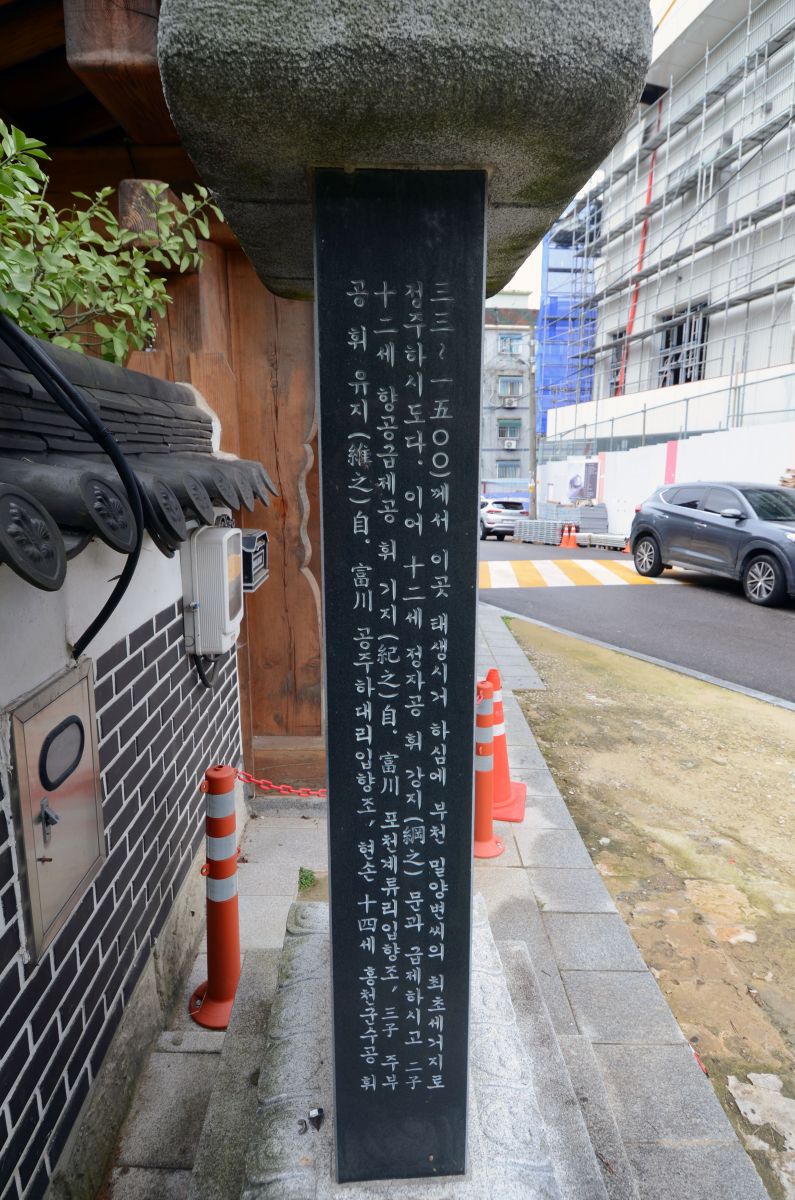 三三~一五〇〇)께서 이곳 태생시거 하심에 부천 밀양변씨의 최초세거지로
정주하시도다. 이어 十二세 정자공 휘 강지(綱之) 문과 급제하시고 二子
十二세 향공급제공 휘 기지(紀之)自. 富川 포천계류리입향조, 三子 주부
공 휘 유지(維之)自. 富川 공주하대리입향조, 현손 十四세 홍천군수공 휘